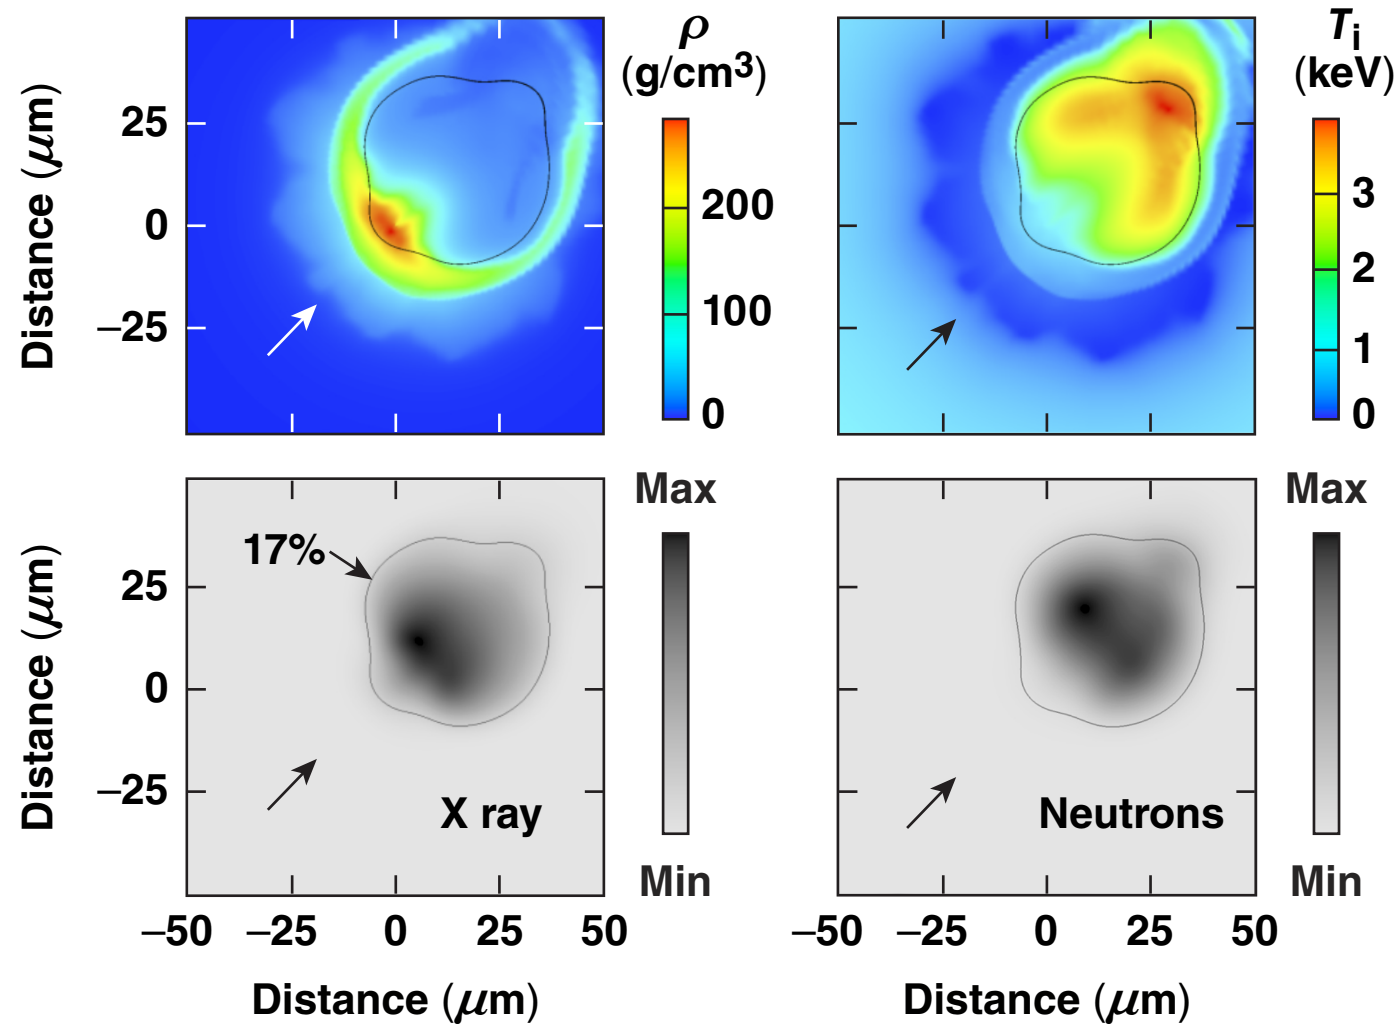 ρ
(g/cm3)
Ti
(keV)
Distance (μm)
25
0
–25
200
100
0
3
2
1
0
Distance (μm)
25
0
–25
17%
X ray
Max
Min
Neutrons
Max
Min
–50 –25 0 25 50
–50 –25 0 25 50
Distance (μm)
Distance (μm)